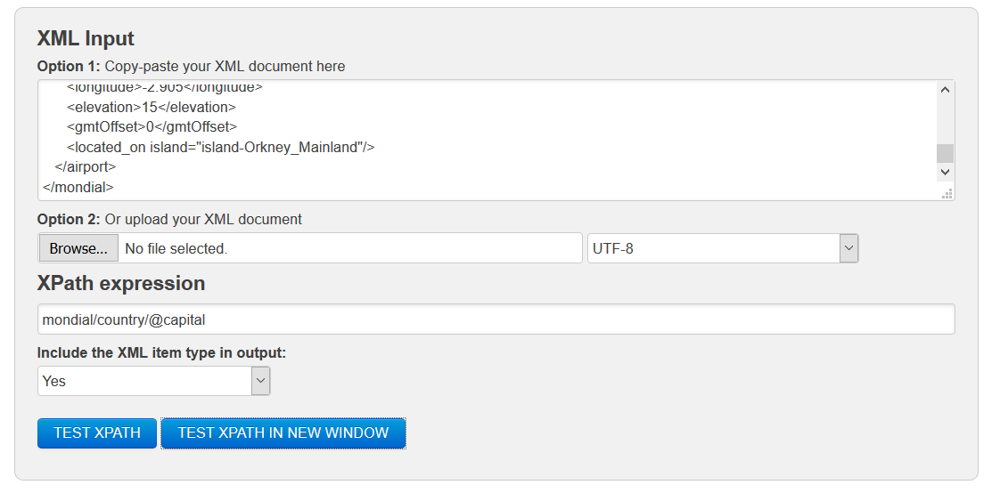 XML Input
Option 1: Copy-paste your XML document here
<longitude>-2.905</longitude>
<elevation>15</elevation>
<gmtOffset>0</gmtOffset>
<located_on island="island-Orkney_Mainland"/>
</airport>
</mondial>
Option 2: Or upload your XML document
Browse... No file selected. UTF-8
XPath expression
mondial/country/@capital
Include the XML item type in output:
Yes
TEST XPATH TEST XPATH IN NEW WINDOW